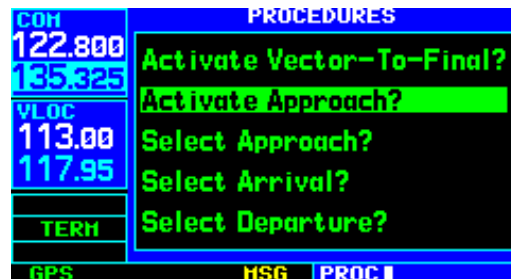 COM
122.800
135.325
VLOC
113.00
117.95
TERM
PROCEDURES
Activate Vector-To-Final?
Activate Approach?
Select Approach?
Select Arrival?
Select Departure?
GPS MSG PROC